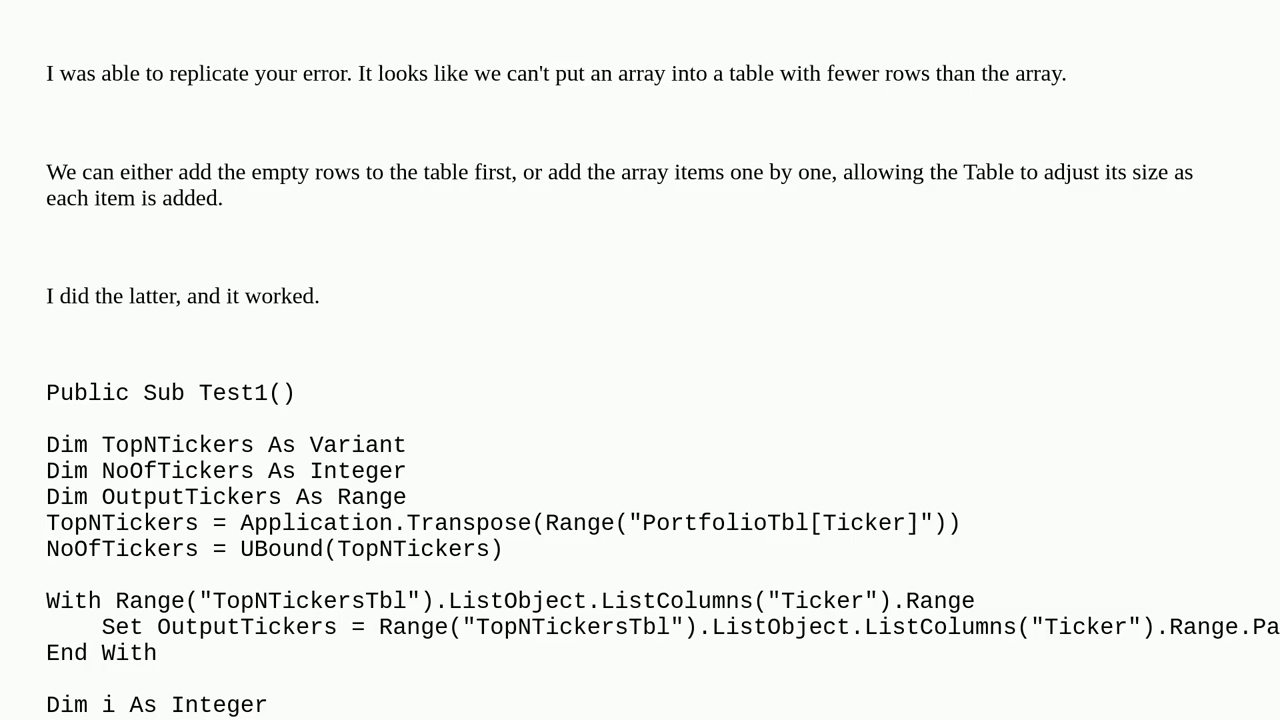 I was able to replicate your error. It looks like we can't put an array into a table with fewer rows than the array.
We can either add the empty rows to the table first, or add the array items one by one, allowing the Table to adjust its size as
each item is added.
I did the latter, and it worked.
Public Sub Test1()
Dim TopNTickers As Variant
Dim NoOfTickers As Integer
Dim OutputTickers As Range
TopNTickers = Application.Transpose(Range("PortfolioTbl[Ticker]"))
NoOfTickers = UBound(TopNTickers)
With Range("TopNTickersTbl").ListObject.ListColumns("Ticker").Range
    Set OutputTickers = Range("TopNTickersTbl").ListObject.ListColumns("Ticker").Range.Pa
End With
Dim i As Integer